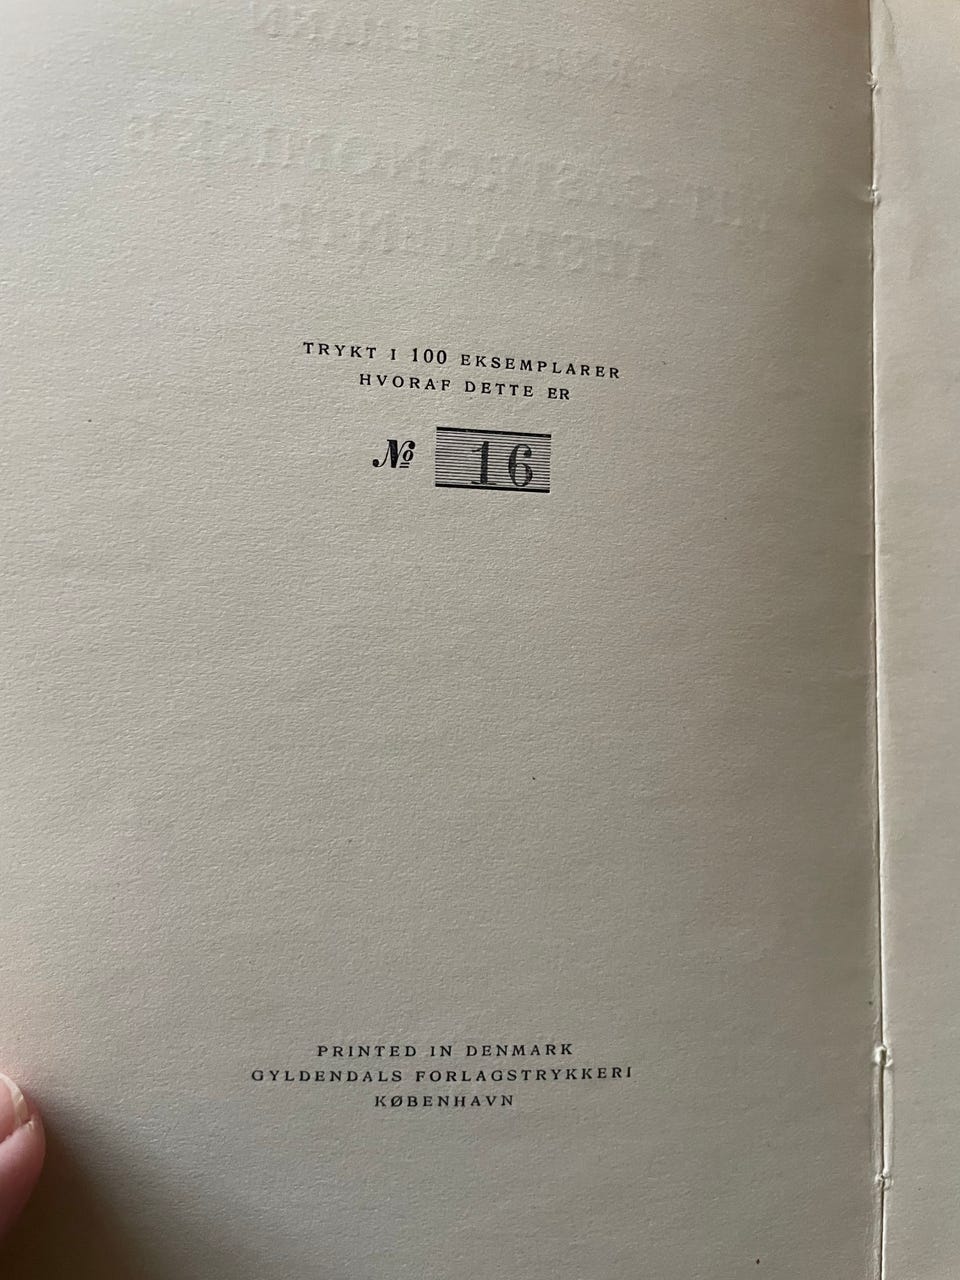 TRYKT I 100 EKSEMPLARER
HVORAF DETTE ER
№ 16
PRINTED IN DENMARK
GYLDENDALS FORLAGSTRYKKERI
KØBENHAVN